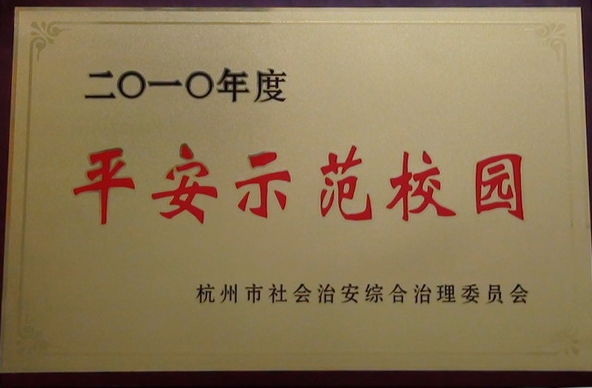 二〇一〇年度
平安示范校园
杭州市社会治安综合治理委员会